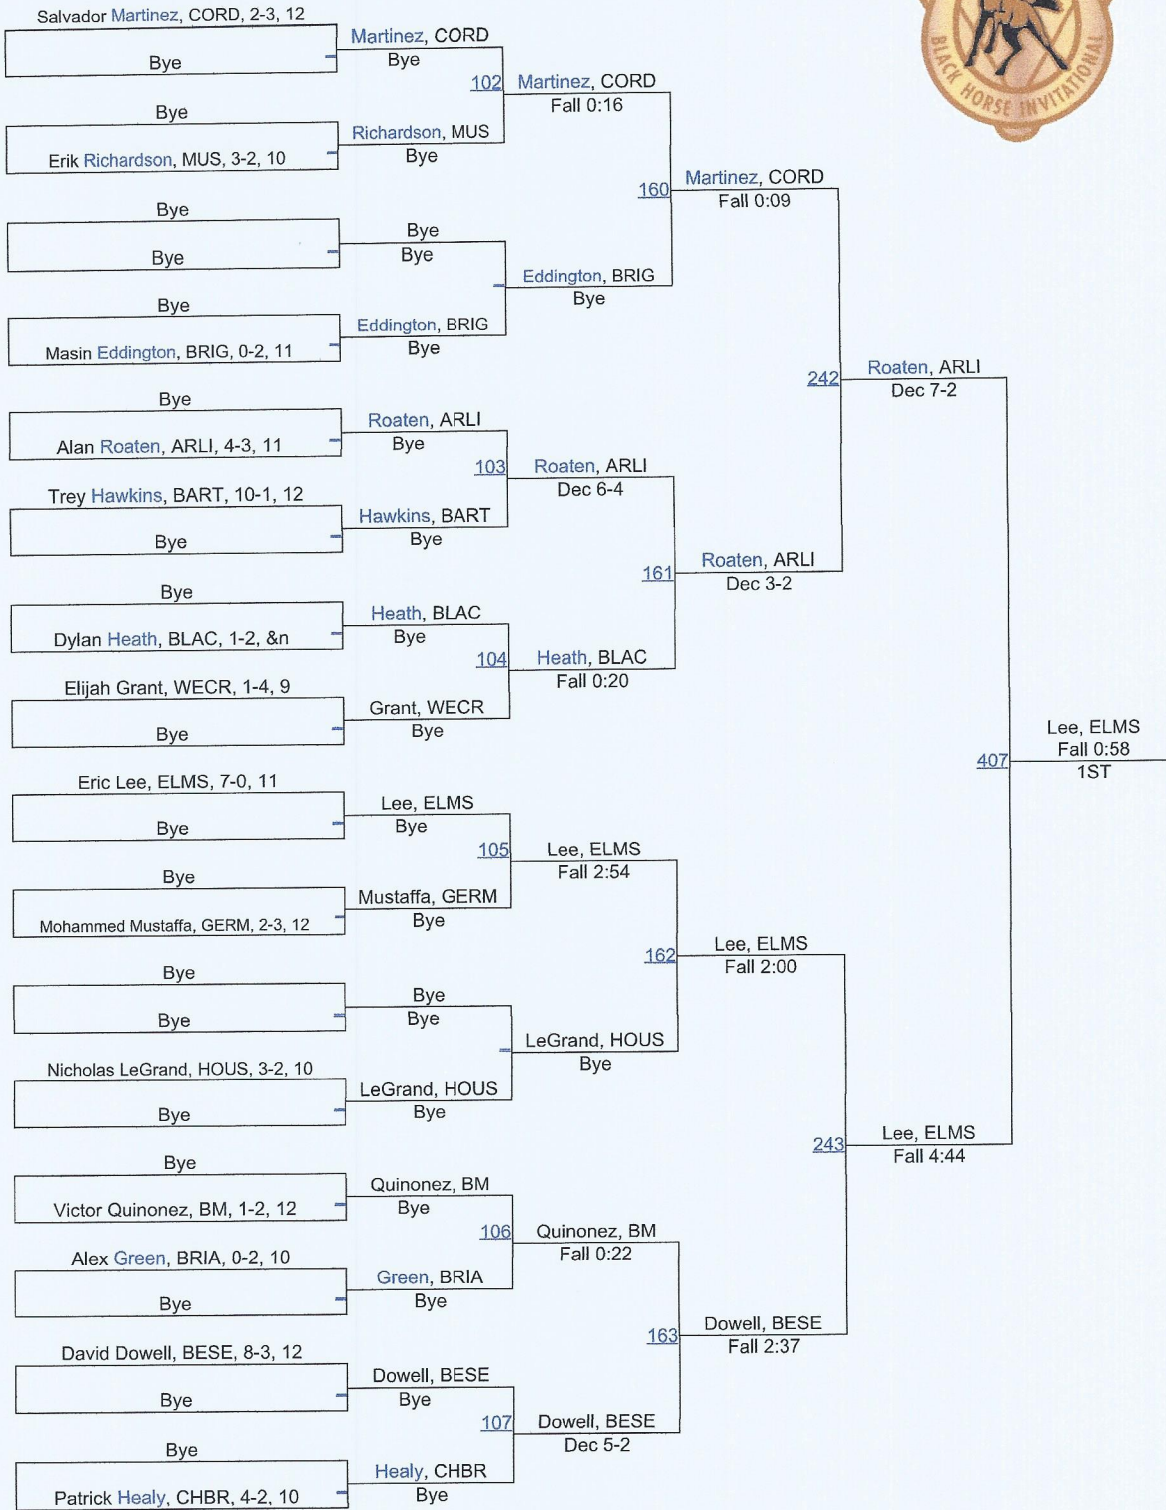 Salvador Martinez, CORD, 2-3, 12
Bye
Bye
Erik Richardson, MUS, 3-2, 10
Bye
Bye
Bye
Masin Eddington, BRIG, 0-2, 11
Bye
Alan Roaten, ARLI, 4-3, 11
Trey Hawkins, BART, 10-1, 12
Bye
Bye
Dylan Heath, BLAC, 1-2, &n
Elijah Grant, WECR, 1-4, 9
Bye
Eric Lee, ELMS, 7-0, 11
Bye
Bye
Mohammed Mustaffa, GERM, 2-3, 12
Bye
Bye
Nicholas LeGrand, HOUS, 3-2, 10
Bye
Bye
Victor Quinonez, BM, 1-2, 12
Alex Green, BRIA, 0-2, 10
Bye
David Dowell, BESE, 8-3, 12
Bye
Bye
Patrick Healy, CHBR, 4-2, 10
Martinez, CORD
Bye
102
Richardson, MUS
Bye
Bye
Bye
Eddington, BRIG
Bye
Roaten, ARLI
Bye
103
Hawkins, BART
Bye
Heath, BLAC
Bye
104
Grant, WECR
Bye
Lee, ELMS
Bye
105
Mustaffa, GERM
Bye
Bye
Bye
LeGrand, HOUS
Bye
Quinonez, BM
Bye
106
Green, BRIA
Bye
Dowell, BESE
Bye
107
Healy, CHBR
Bye
Martinez, CORD
Fall 0:16
160
Eddington, BRIG
Bye
Roaten, ARLI
Dec 6-4
161
Heath, BLAC
Fall 0:20
Lee, ELMS
Fall 2:54
162
LeGrand, HOUS
Bye
Quinonez, BM
Fall 0:22
163
Dowell, BESE
Dec 5-2
Martinez, CORD
Fall 0:09
242
Roaten, ARLI
Dec 3-2
Lee, ELMS
Fall 2:00
243
Dowell, BESE
Fall 2:37
Roaten, ARLI
Dec 7-2
407
Lee, ELMS
Fall 4:44
Lee, ELMS
Fall 0:58
1ST
BLACK HORSE INVITATIONAL